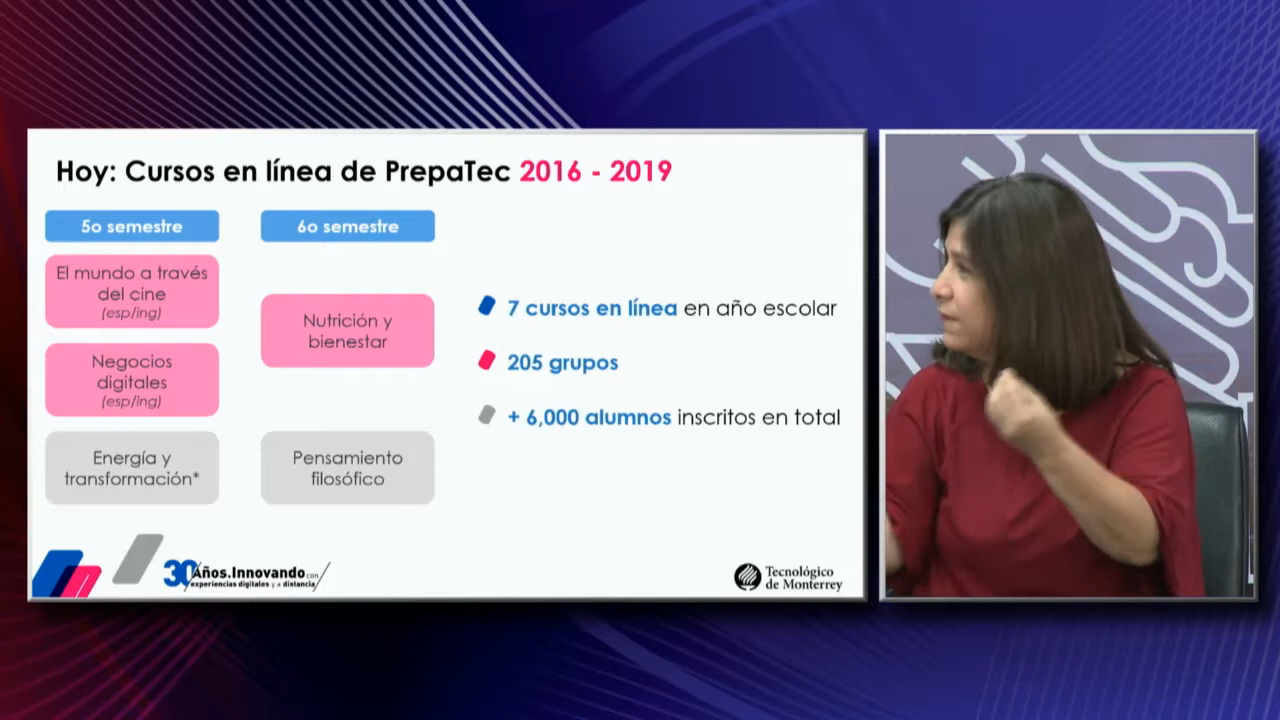 Hoy: Cursos en línea de PrepaTec 2016 - 2019
5o semestre
El mundo a través
del cine
(esp/ing)
Negocios
digitales
(esp/ing)
Energía y
transformación*
6o semestre
Nutrición y
bienestar
Pensamiento
filosófico
7 cursos en línea en año escolar
205 grupos
+ 6,000 alumnos inscritos en total
30 Años.Innovando con
experiencias digitales y a distancia
Tecnológico
de Monterrey